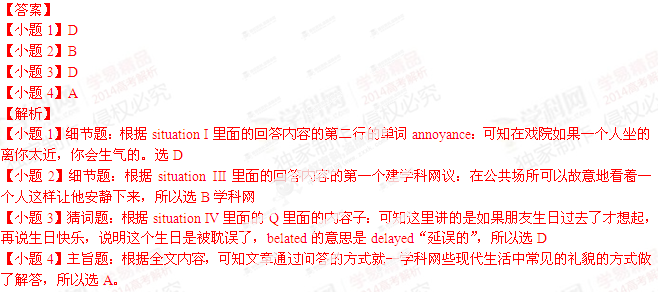 【答案】
【小题1】D
【小题2】B
【小题3】D
【小题4】A
【解析】
【小题1】细节题：根据 situation I 里面的回答内容的第二行的单词 annoyance：可知在戏院如果一个人坐的
离你太近，你会生气的。选 D
【小题 2】细节题：根据 situation III 里面的回答内容的第一个建学科网议：在公共场所可以故意地看着一
个人这样让他安静下来，所以选 B 学科网
【小题3】猜词题：根据 situation IV 里面的 Q 里面的内容子：可知这里讲的是如果朋友生日过去了才想起，
再说生日快乐，说明这个生日是被耽误了，belated 的意思是 delayed“延误的”，所以选 D
【小题4】主旨题：根据全文内容，可知文章通过问答的方式就一学科网些现代生活中常见的礼貌的方式做
了解答，所以选 A。